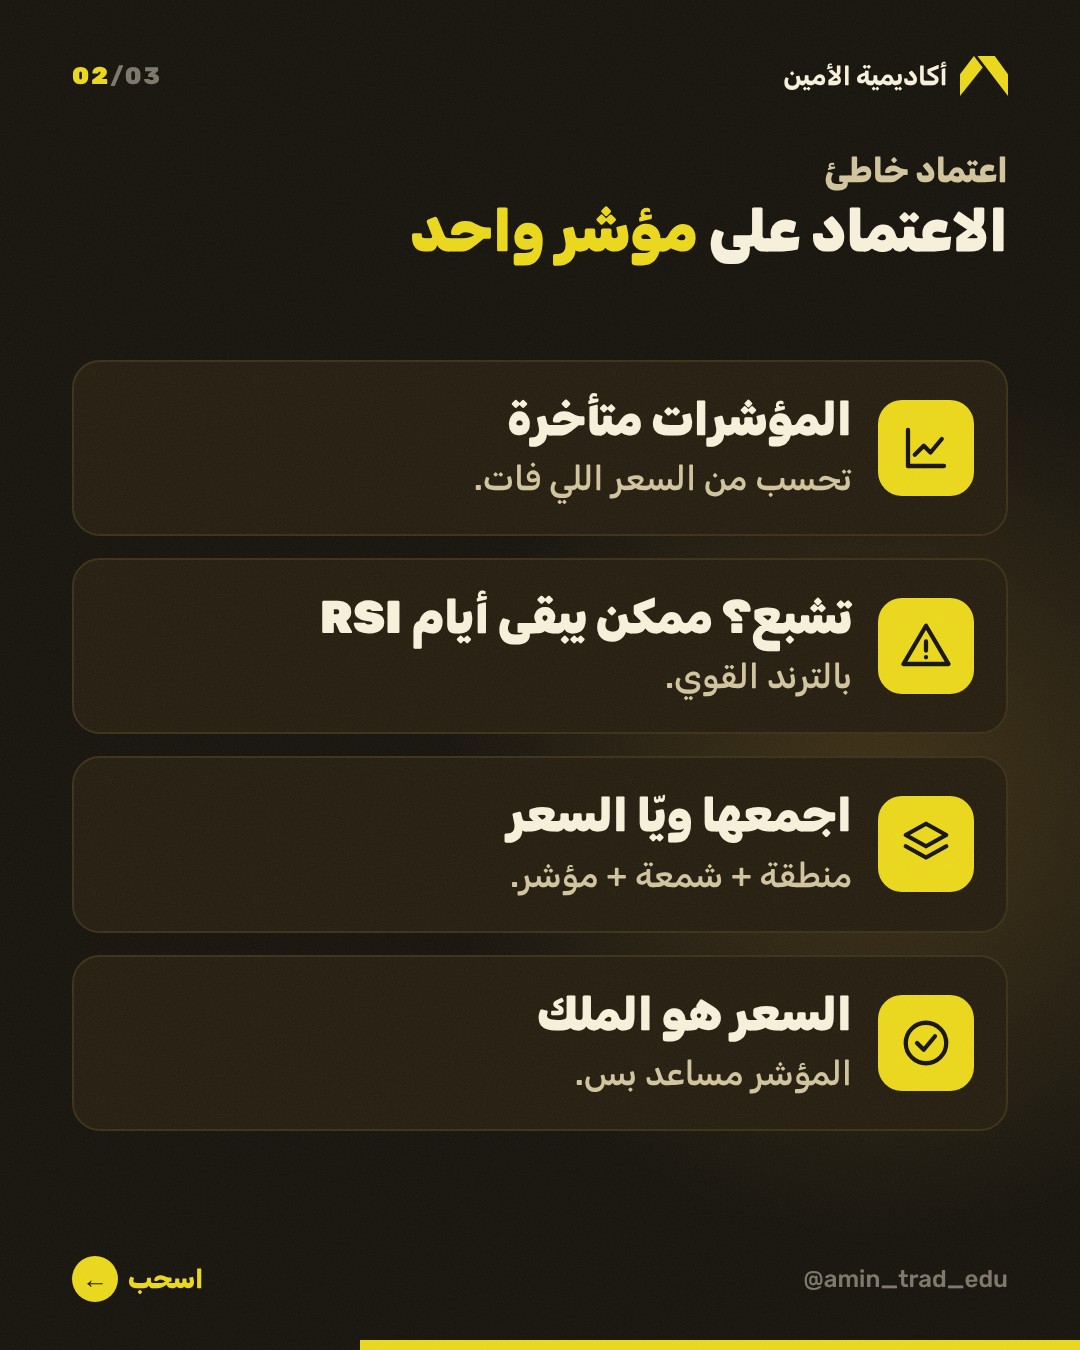 أكاديمية الأمين
02/03
اعتماد خاطئ
الاعتماد على مؤشر واحد
المؤشرات متأخرة
تحسب من السعر اللي فات.
تشبع؟ ممكن يبقى أيام RSI
بالترند القوي.
اجمعها ويّا السعر
منطقة + شمعة + مؤشر.
السعر هو الملك
المؤشر مساعد بس.
@amin_trad_edu
اسحب ←